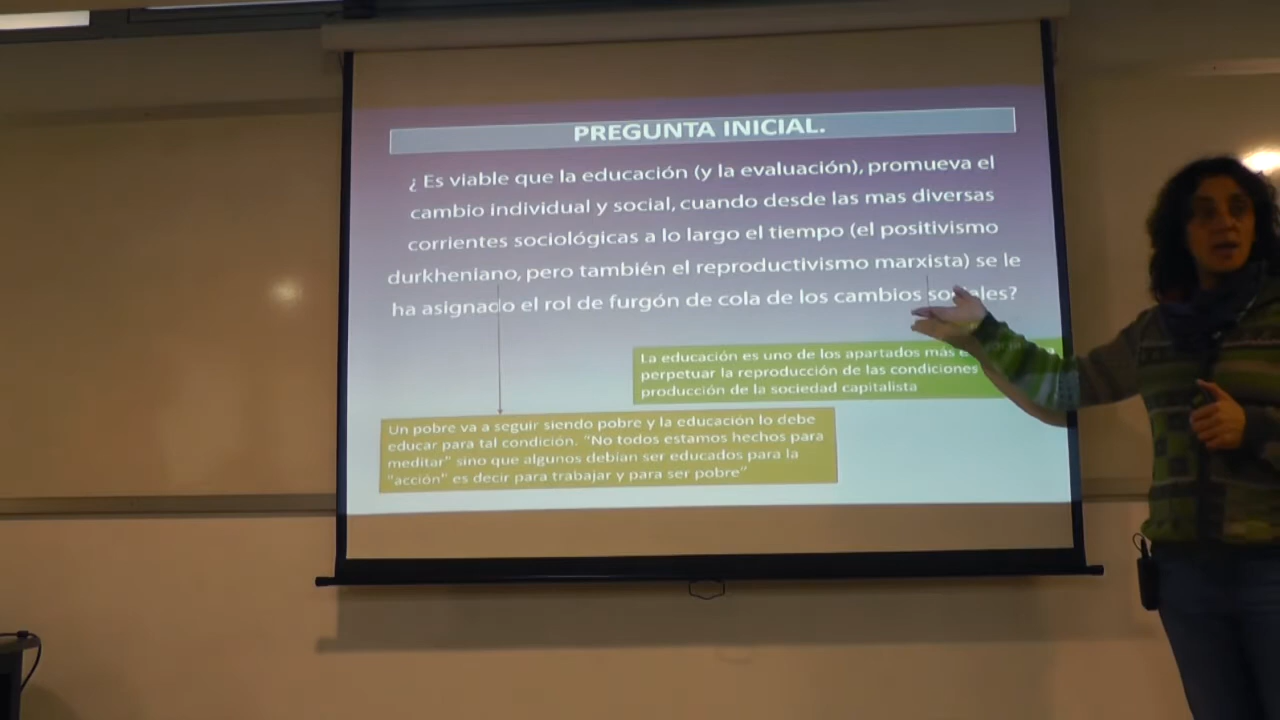 PREGUNTA INICIAL.
¿ Es viable que la educación (y la evaluación), promueva el
cambio individual y social, cuando desde las mas diversas
corrientes sociológicas a lo largo el tiempo (el positivismo
durkheniano, pero también el reproductivismo marxista) se le
ha asignado el rol de furgón de cola de los cambios sociales?
La educación es uno de los apartados más
perpetuar la reproducción de las condiciones
producción de la sociedad capitalista
Un pobre va a seguir siendo pobre y la educación lo debe
educar para tal condición. "No todos estamos hechos para
meditar" sino que algunos debían ser educados para la
"acción" es decir para trabajar y para ser pobre"